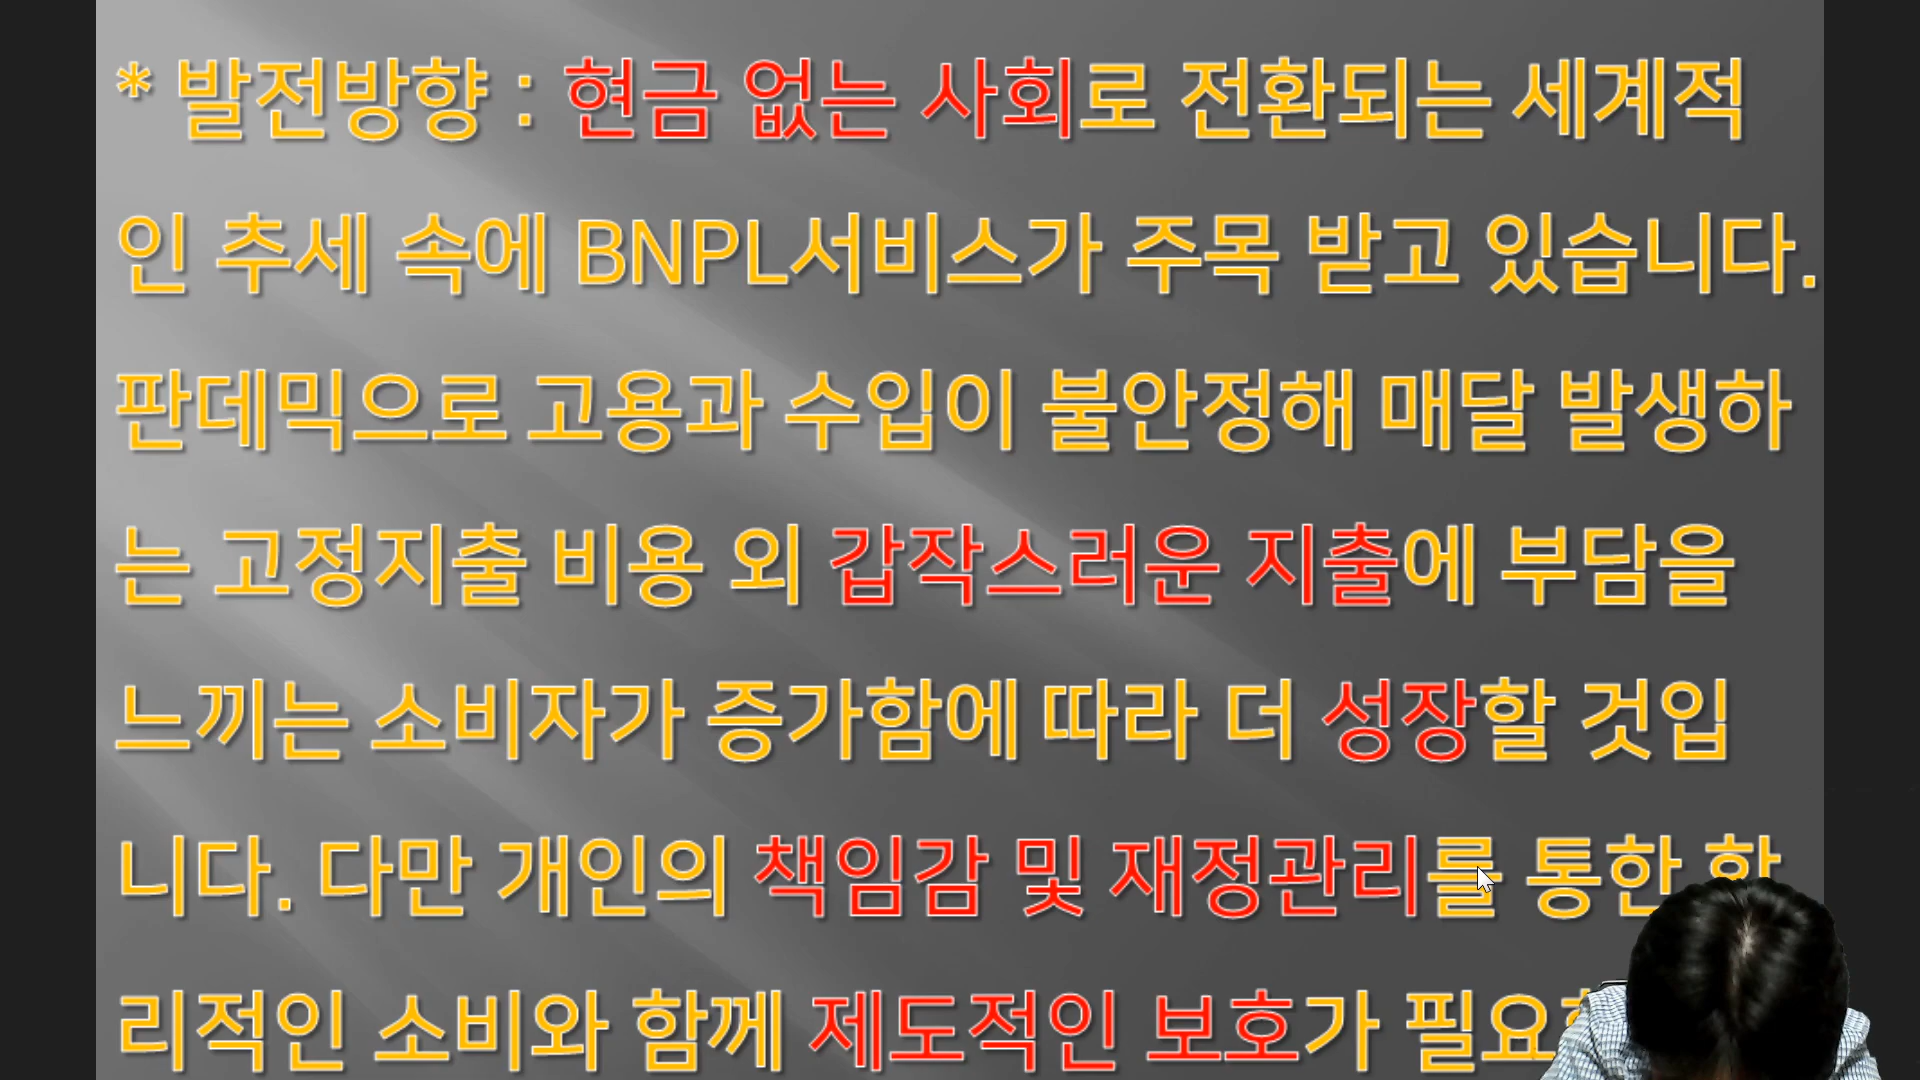 * 발전방향 : 현금 없는 사회로 전환되는 세계적
인 추세 속에 BNPL서비스가 주목 받고 있습니다.
판데믹으로 고용과 수입이 불안정해 매달 발생하
는 고정지출 비용 외 갑작스러운 지출에 부담을
느끼는 소비자가 증가함에 따라 더 성장할 것입
니다. 다만 개인의 책임감 및 재정관리를 통한
리적인 소비와 함께 제도적인 보호가